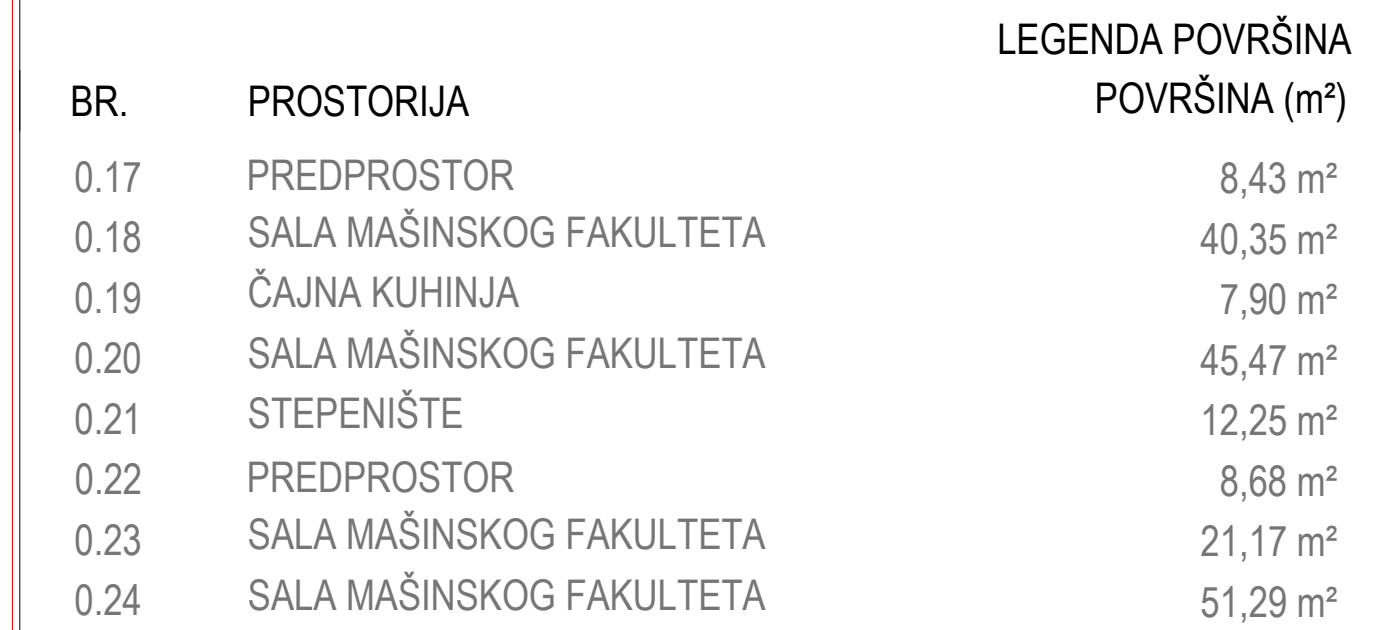 LEGENDA POVRŠINA
BR. PROSTORIJA POVRŠINA (m²)
0.17 PREDPROSTOR 8,43 m²
0.18 SALA MAŠINSKOG FAKULTETA 40,35 m²
0.19 ČAJNA KUHINJA 7,90 m²
0.20 SALA MAŠINSKOG FAKULTETA 45,47 m²
0.21 STEPENIŠTE 12,25 m²
0.22 PREDPROSTOR 8,68 m²
0.23 SALA MAŠINSKOG FAKULTETA 21,17 m²
0.24 SALA MAŠINSKOG FAKULTETA 51,29 m²